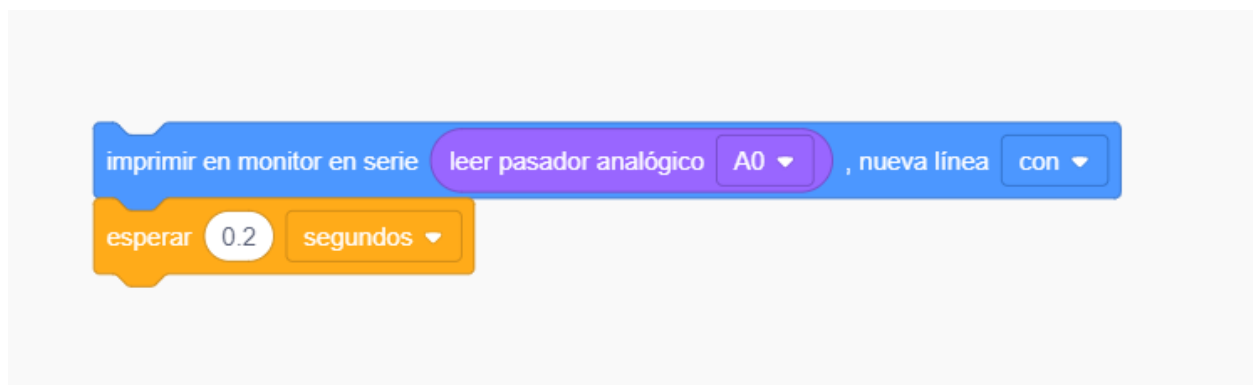 imprimir en monitor en serie leer pasador analógico A0 , nueva línea con
esperar 0.2 segundos